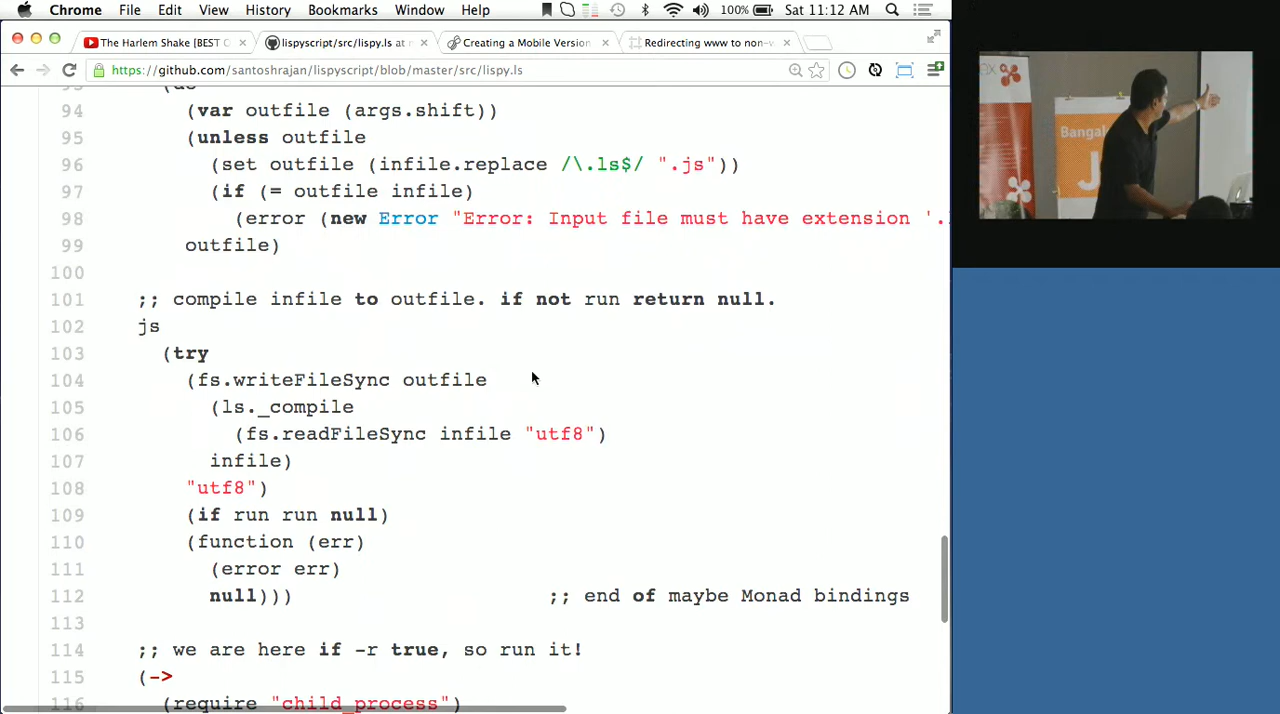 Chrome File Edit View History Bookmarks Window Help 100% Sat 11:12 AM
The Harlem Shake [BEST C lispyscript/src/lispy.ls at m Creating a Mobile Version Redirecting www to non-w
https://github.com/santoshrajan/lispyscript/blob/master/src/lispy.ls
93 (do
94 (var outfile (args.shift))
95 (unless outfile
96 (set outfile (infile.replace /\.ls$/ ".js"))
97 (if (= outfile infile)
98 (error (new Error "Error: Input file must have extension '.
99 outfile)
100
101 ;; compile infile to outfile. if not run return null.
102 js
103 (try
104 (fs.writeFileSync outfile
105 (ls._compile
106 (fs.readFileSync infile "utf8")
107 infile)
108 "utf8")
109 (if run run null)
110 (function (err)
111 (error err)
112 null))) ;; end of maybe Monad bindings
113
114 ;; we are here if -r true, so run it!
115 (->
116 (require "child_process")
Bangal
J